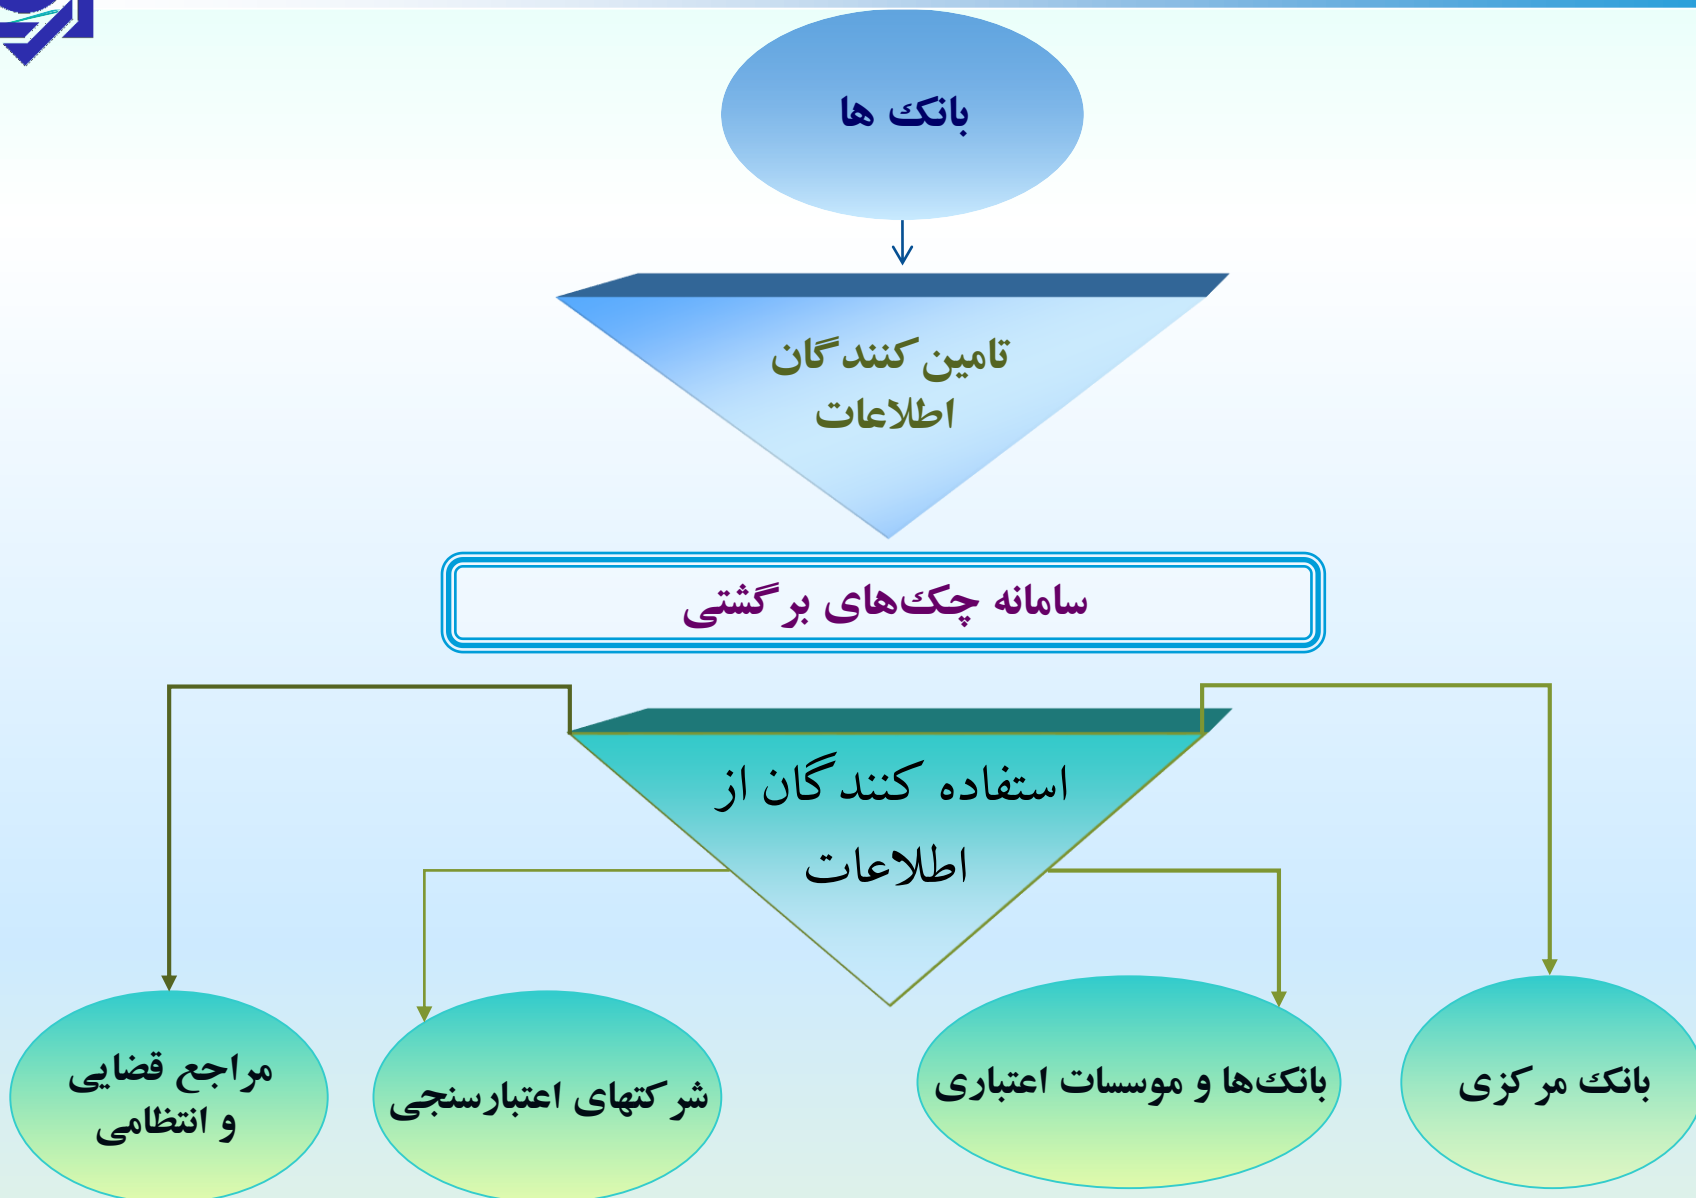 بانک ها
تامین کنندگان
اطلاعات
سامانه چک‌های برگشتی
استفاده کنندگان از
اطلاعات
بانک مرکزی
بانک‌ها و موسسات اعتباری
شرکتهای اعتبارسنجی
مراجع قضایی
و انتظامی